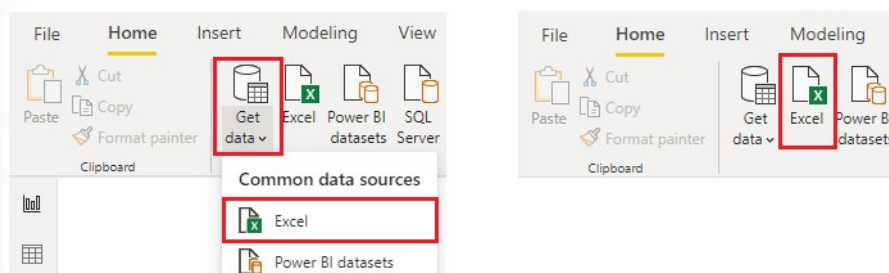 File Home Insert Modeling View
Cut
Copy
Format painter
Paste
Clipboard
Get data
Excel
Power BI datasets
SQL Server
Common data sources
Excel
Power BI datasets
File Home Insert Modeling
Cut
Copy
Format painter
Paste
Clipboard
Get data
Excel
Power B
datasets